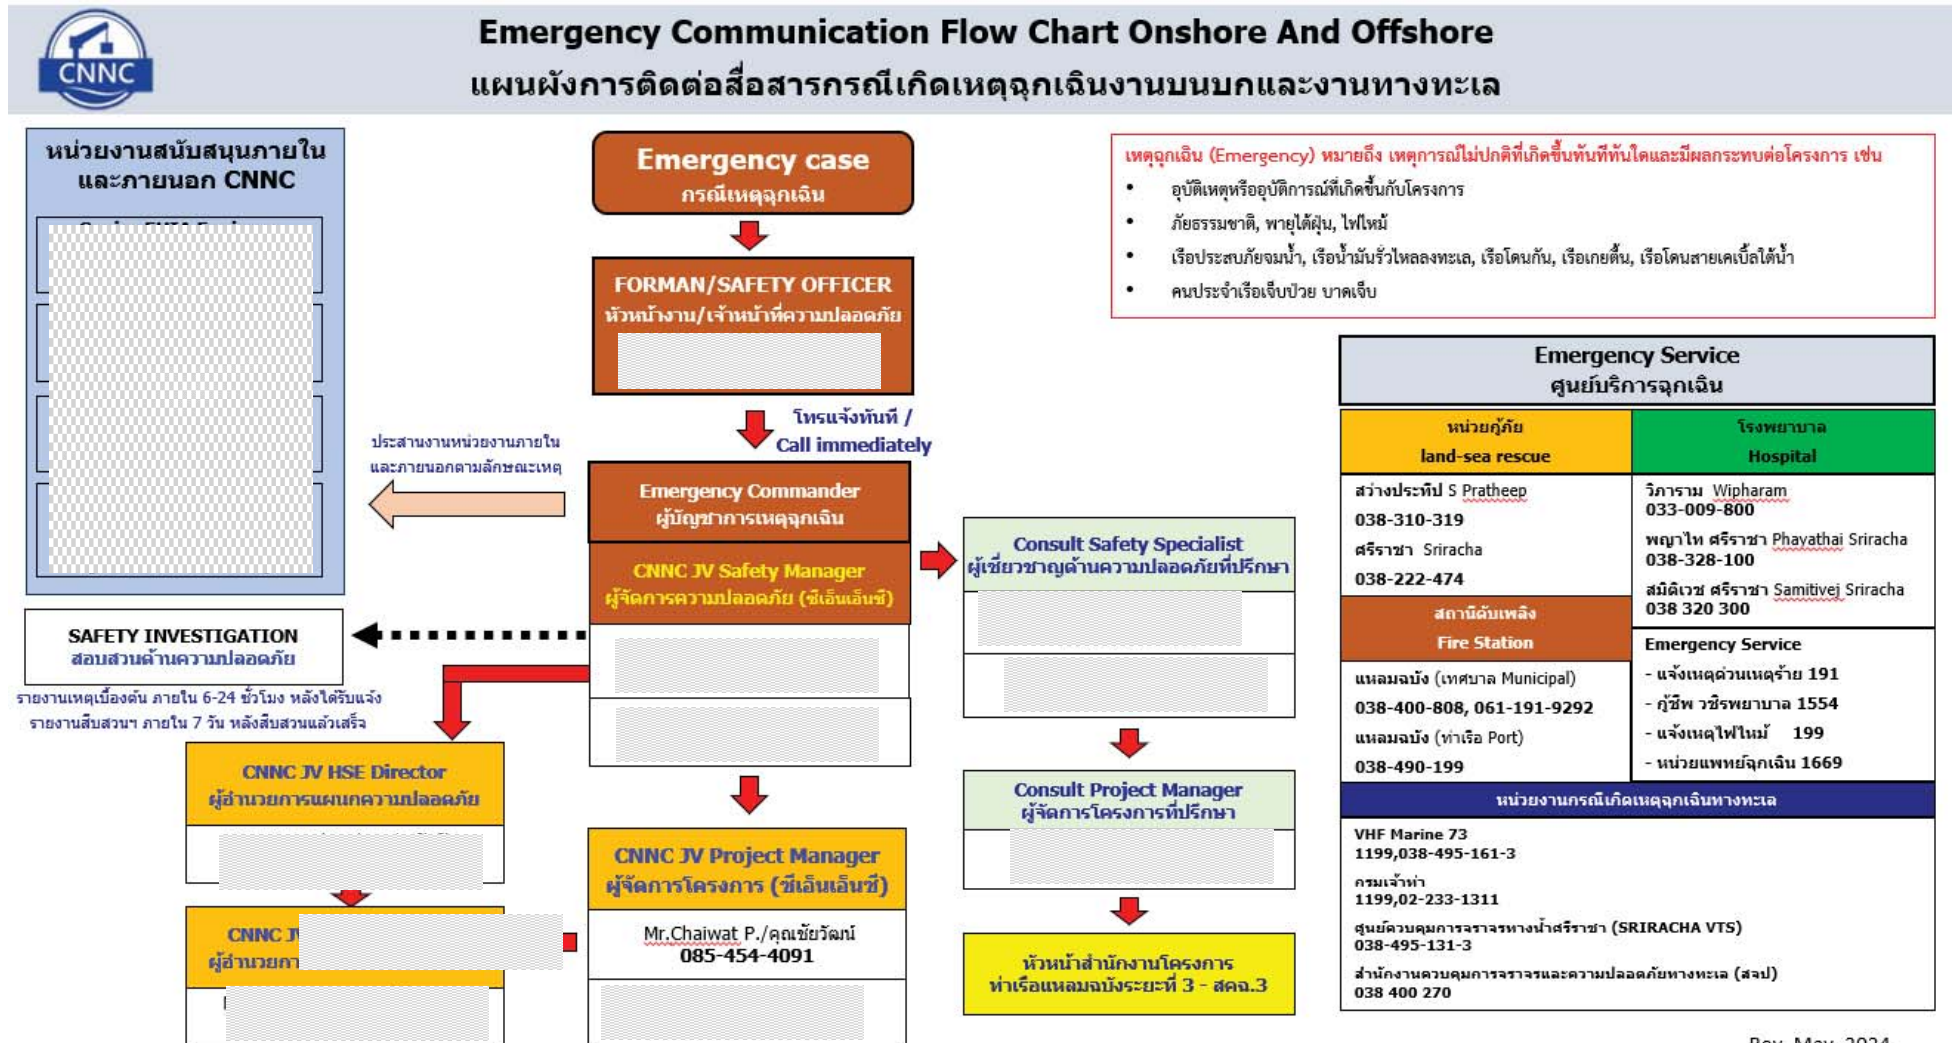 CNNC
Emergency Communication Flow Chart Onshore And Offshore
แผนผังการติดต่อสื่อสารกรณีเกิดเหตุฉุกเฉินงานบนบกและงานทางทะเล
หน่วยงานสนับสนุนภายใน
และภายนอก CNNC
Emergency case
กรณีเหตุฉุกเฉิน
FORMAN/SAFETY OFFICER
หัวหน้างาน/เจ้าหน้าที่ความปลอดภัย
โทรแจ้งทันที /
Call immediately
ประสานงานหน่วยงานภายใน
และภายนอกตามลักษณะเหตุ
Emergency Commander
ผู้บัญชาการเหตุฉุกเฉิน
CNNC JV Safety Manager
ผู้จัดการความปลอดภัย (ซีเอ็นเอ็นซี)
SAFETY INVESTIGATION
สอบสวนด้านความปลอดภัย
รายงานเหตุเบื้องต้น ภายใน 6-24 ชั่วโมง หลังได้รับแจ้ง
รายงานสืบสวนฯ ภายใน 7 วัน หลังสืบสวนแล้วเสร็จ
CNNC JV HSE Director
ผู้อำนวยการแผนกความปลอดภัย
CNNC JV Project Manager
ผู้จัดการโครงการ (ซีเอ็นเอ็นซี)
Mr.Chaiwat P./คุณชัยวัฒน์
085-454-4091
CNNC
Consult Safety Specialist
ผู้เชี่ยวชาญด้านความปลอดภัยที่ปรึกษา
Consult Project Manager
ผู้จัดการโครงการที่ปรึกษา
หัวหน้าสำนักงานโครงการ
ท่าเรือแหลมฉบังระยะที่ 3 - สคฉ.3
เหตุฉุกเฉิน (Emergency) หมายถึง เหตุการณ์ไม่ปกติที่เกิดขึ้นทันทีทันใดและมีผลกระทบต่อโครงการ เช่น
• อุบัติเหตุหรืออุบัติการณ์ที่เกิดขึ้นกับโครงการ
• ภัยธรรมชาติ, พายุไต้ฝุ่น, ไฟไหม้
• เรือประสบภัยจมน้ำ, เรือน้ำมันรั่วไหลลงทะเล, เรือโดนกัน, เรือเกยตื้น, เรือโดนสายเคเบิ้ลใต้น้ำ
• คนประจำเรือเจ็บป่วย บาดเจ็บ
Emergency Service
ศูนย์บริการฉุกเฉิน
หน่วยกู้ภัย
land-sea rescue
สว่างประทีป S Pratheep
038-310-319
ศรีราชา Sriracha
038-222-474
สถานีดับเพลิง
Fire Station
แหลมฉบัง (เทศบาล Municipal)
038-400-808, 061-191-9292
แหลมฉบัง (ท่าเรือ Port)
038-490-199
โรงพยาบาล
Hospital
วิภาราม Wipharam
033-009-800
พญาไท ศรีราชา Phayathai Sriracha
038-328-100
สมิติเวช ศรีราชา Samitivej Sriracha
038 320 300
Emergency Service
- แจ้งเหตุด่วนเหตุร้าย 191
- กู้ชีพ วชิรพยาบาล 1554
- แจ้งเหตุไฟไหม้ 199
- หน่วยแพทย์ฉุกเฉิน 1669
หน่วยงานกรณีเกิดเหตุฉุกเฉินทางทะเล
VHF Marine 73
1199,038-495-161-3
กรมเจ้าท่า
1199,02-233-1311
ศูนย์ควบคุมการจราจรทางน้ำศรีราชา (SRIRACHA VTS)
038-495-131-3
สำนักงานควบคุมการจราจรและความปลอดภัยทางทะเล (สจป)
038 400 270
Rev. May. 2024